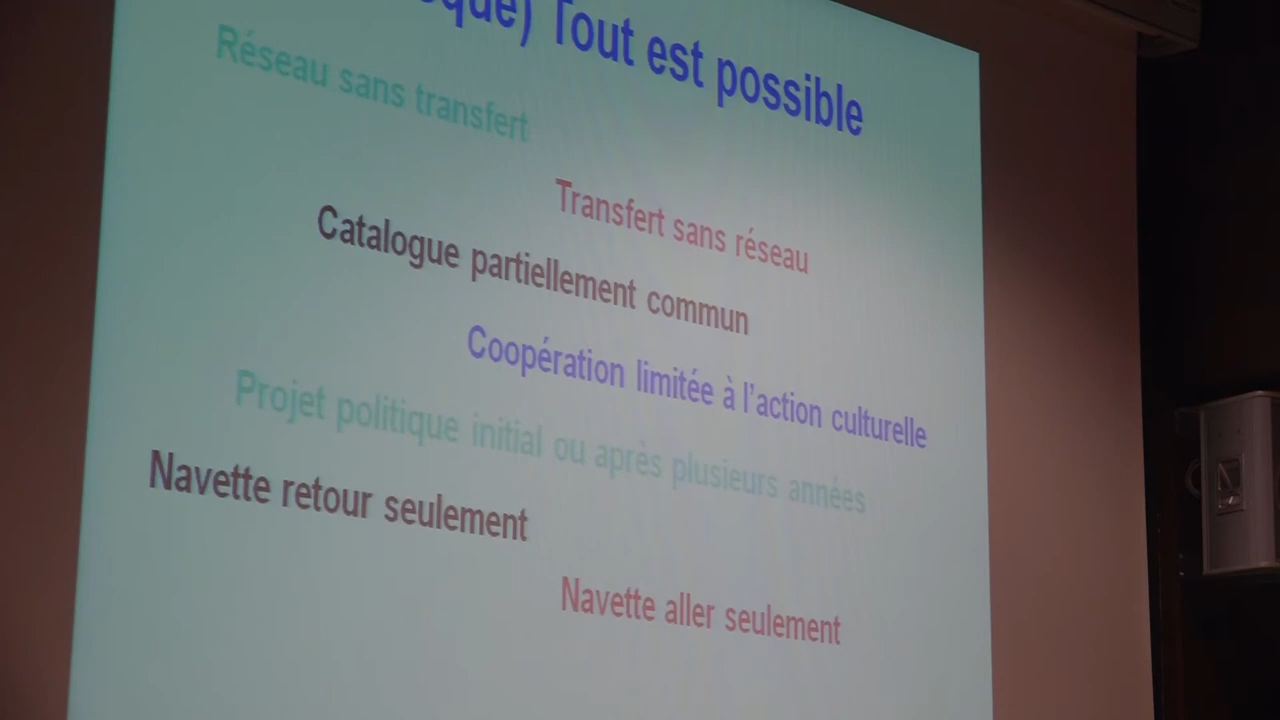 Tout est possible
Réseau sans transfert
Transfert sans réseau
Catalogue partiellement commun
Coopération limitée à l'action culturelle
Projet politique initial ou après plusieurs années
Navette retour seulement
Navette aller seulement